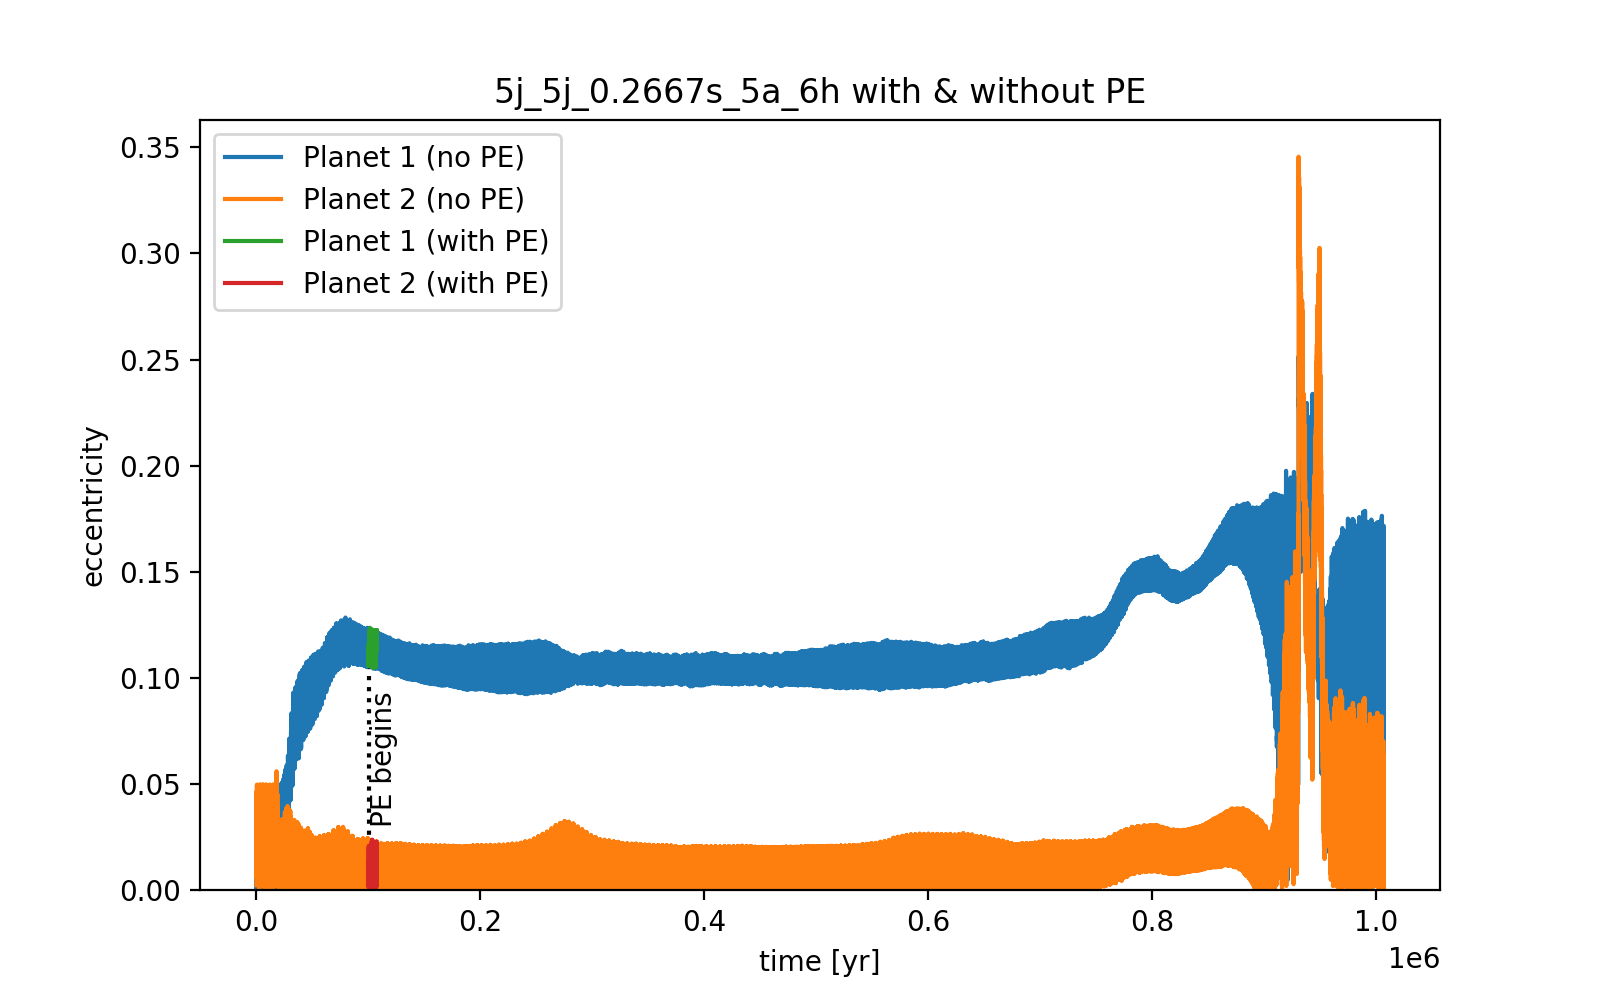 5j_5j_0.2667s_5a_6h with & without PE
Planet 1 (no PE)
Planet 2 (no PE)
Planet 1 (with PE)
Planet 2 (with PE)
0.35
0.30
0.25
0.20
0.15
0.10
0.05
0.00
eccentricity
PE begins
0.0
0.2
0.4
0.6
0.8
1.0
time [yr]
1e6